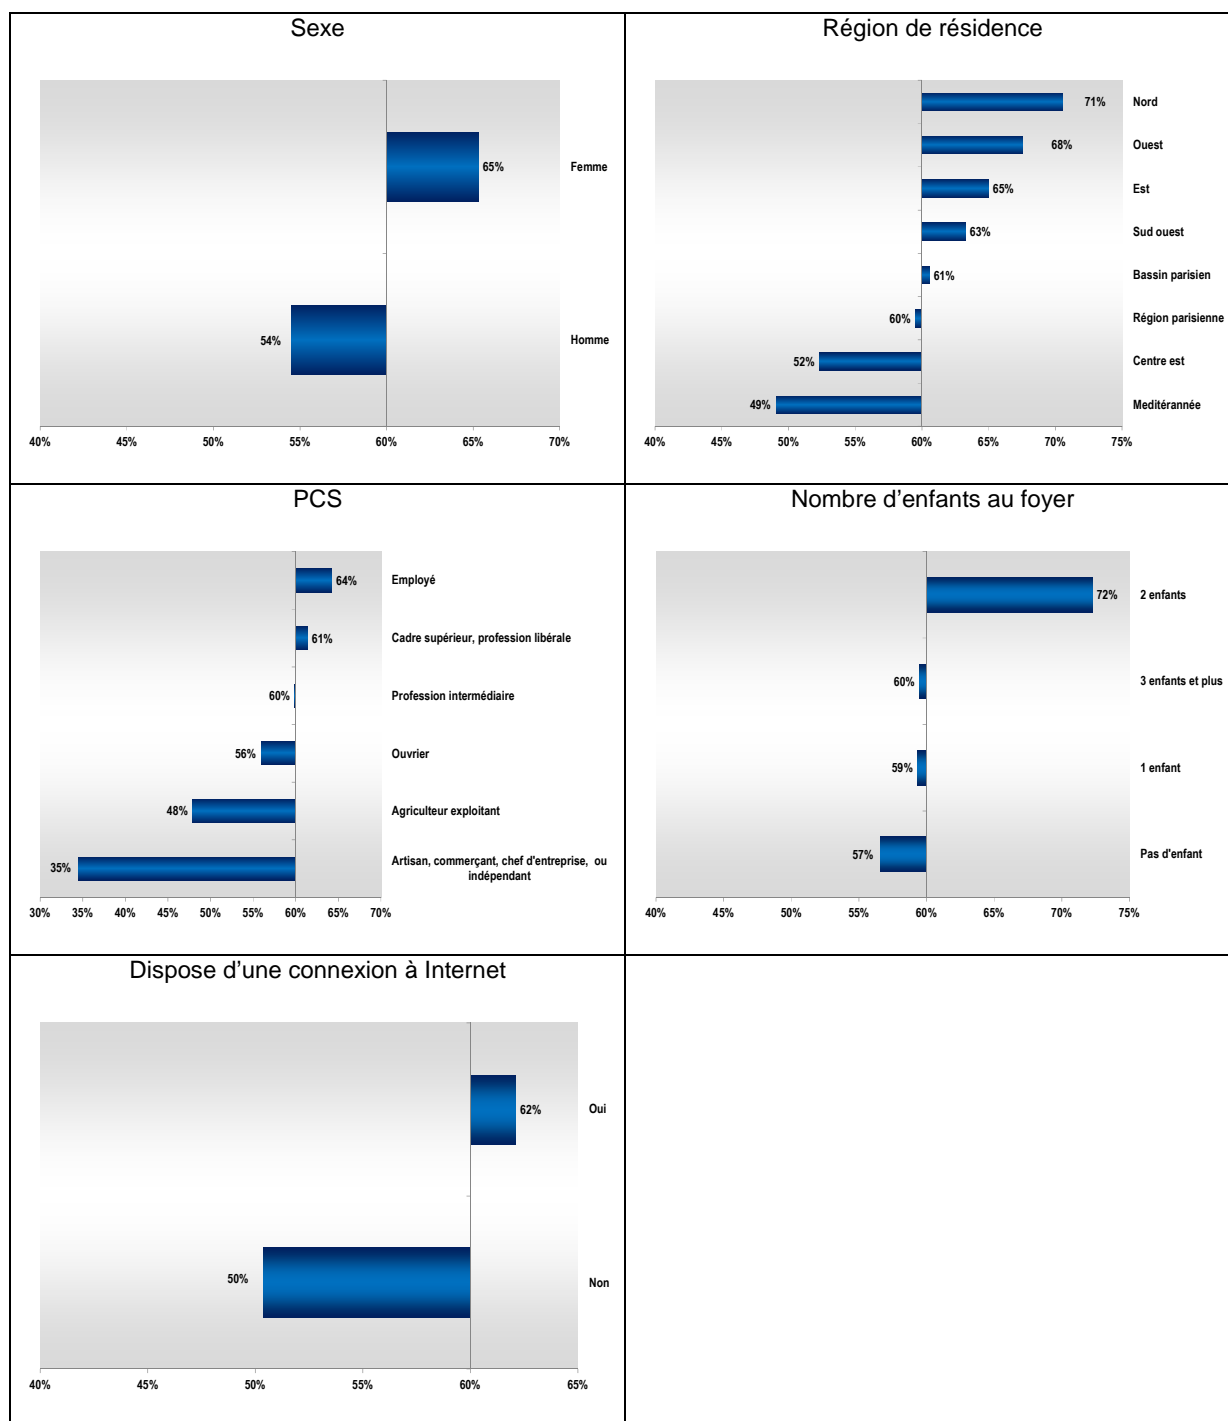 Sexe
65%
Femme
54%
Homme
40% 45% 50% 55% 60% 65% 70%
Région de résidence
71% Nord
68% Ouest
65% Est
63% Sud ouest
61% Bassin parisien
60% Région parisienne
52% Centre est
49% Meditérannée
40% 45% 50% 55% 60% 65% 70% 75%
PCS
64% Employé
61% Cadre supérieur, profession libérale
60% Profession intermédiaire
56% Ouvrier
48% Agriculteur exploitant
35% Artisan, commerçant, chef d'entreprise, ou
indépendant
30% 35% 40% 45% 50% 55% 60% 65% 70%
Nombre d’enfants au foyer
72% 2 enfants
60% 3 enfants et plus
59% 1 enfant
57% Pas d'enfant
40% 45% 50% 55% 60% 65% 70% 75%
Dispose d’une connexion à Internet
62% Oui
50% Non
40% 45% 50% 55% 60% 65%